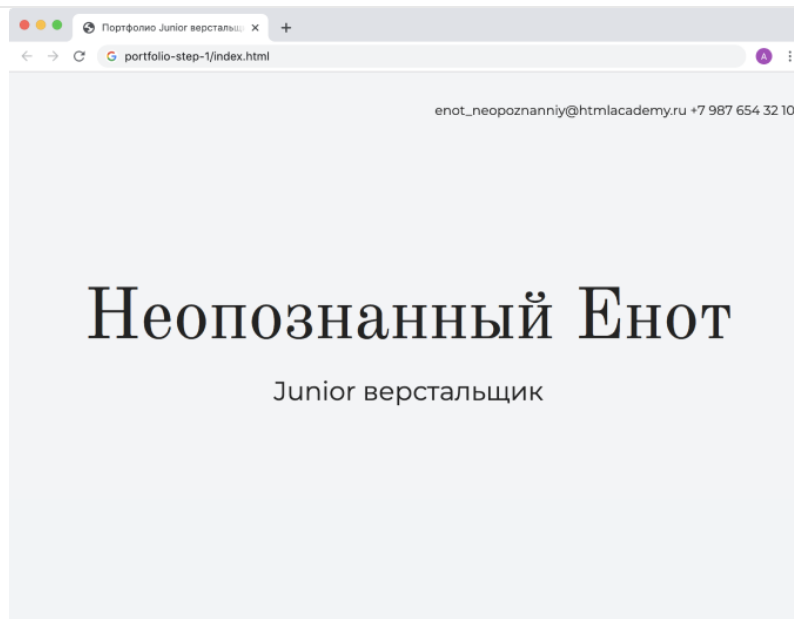 Портфолио Junior верстальщ
portfolio-step-1/index.html
A
enot_neopoznanniy@htmlacademy.ru +7 987 654 32 10
Неопознанный Енот
Junior верстальщик